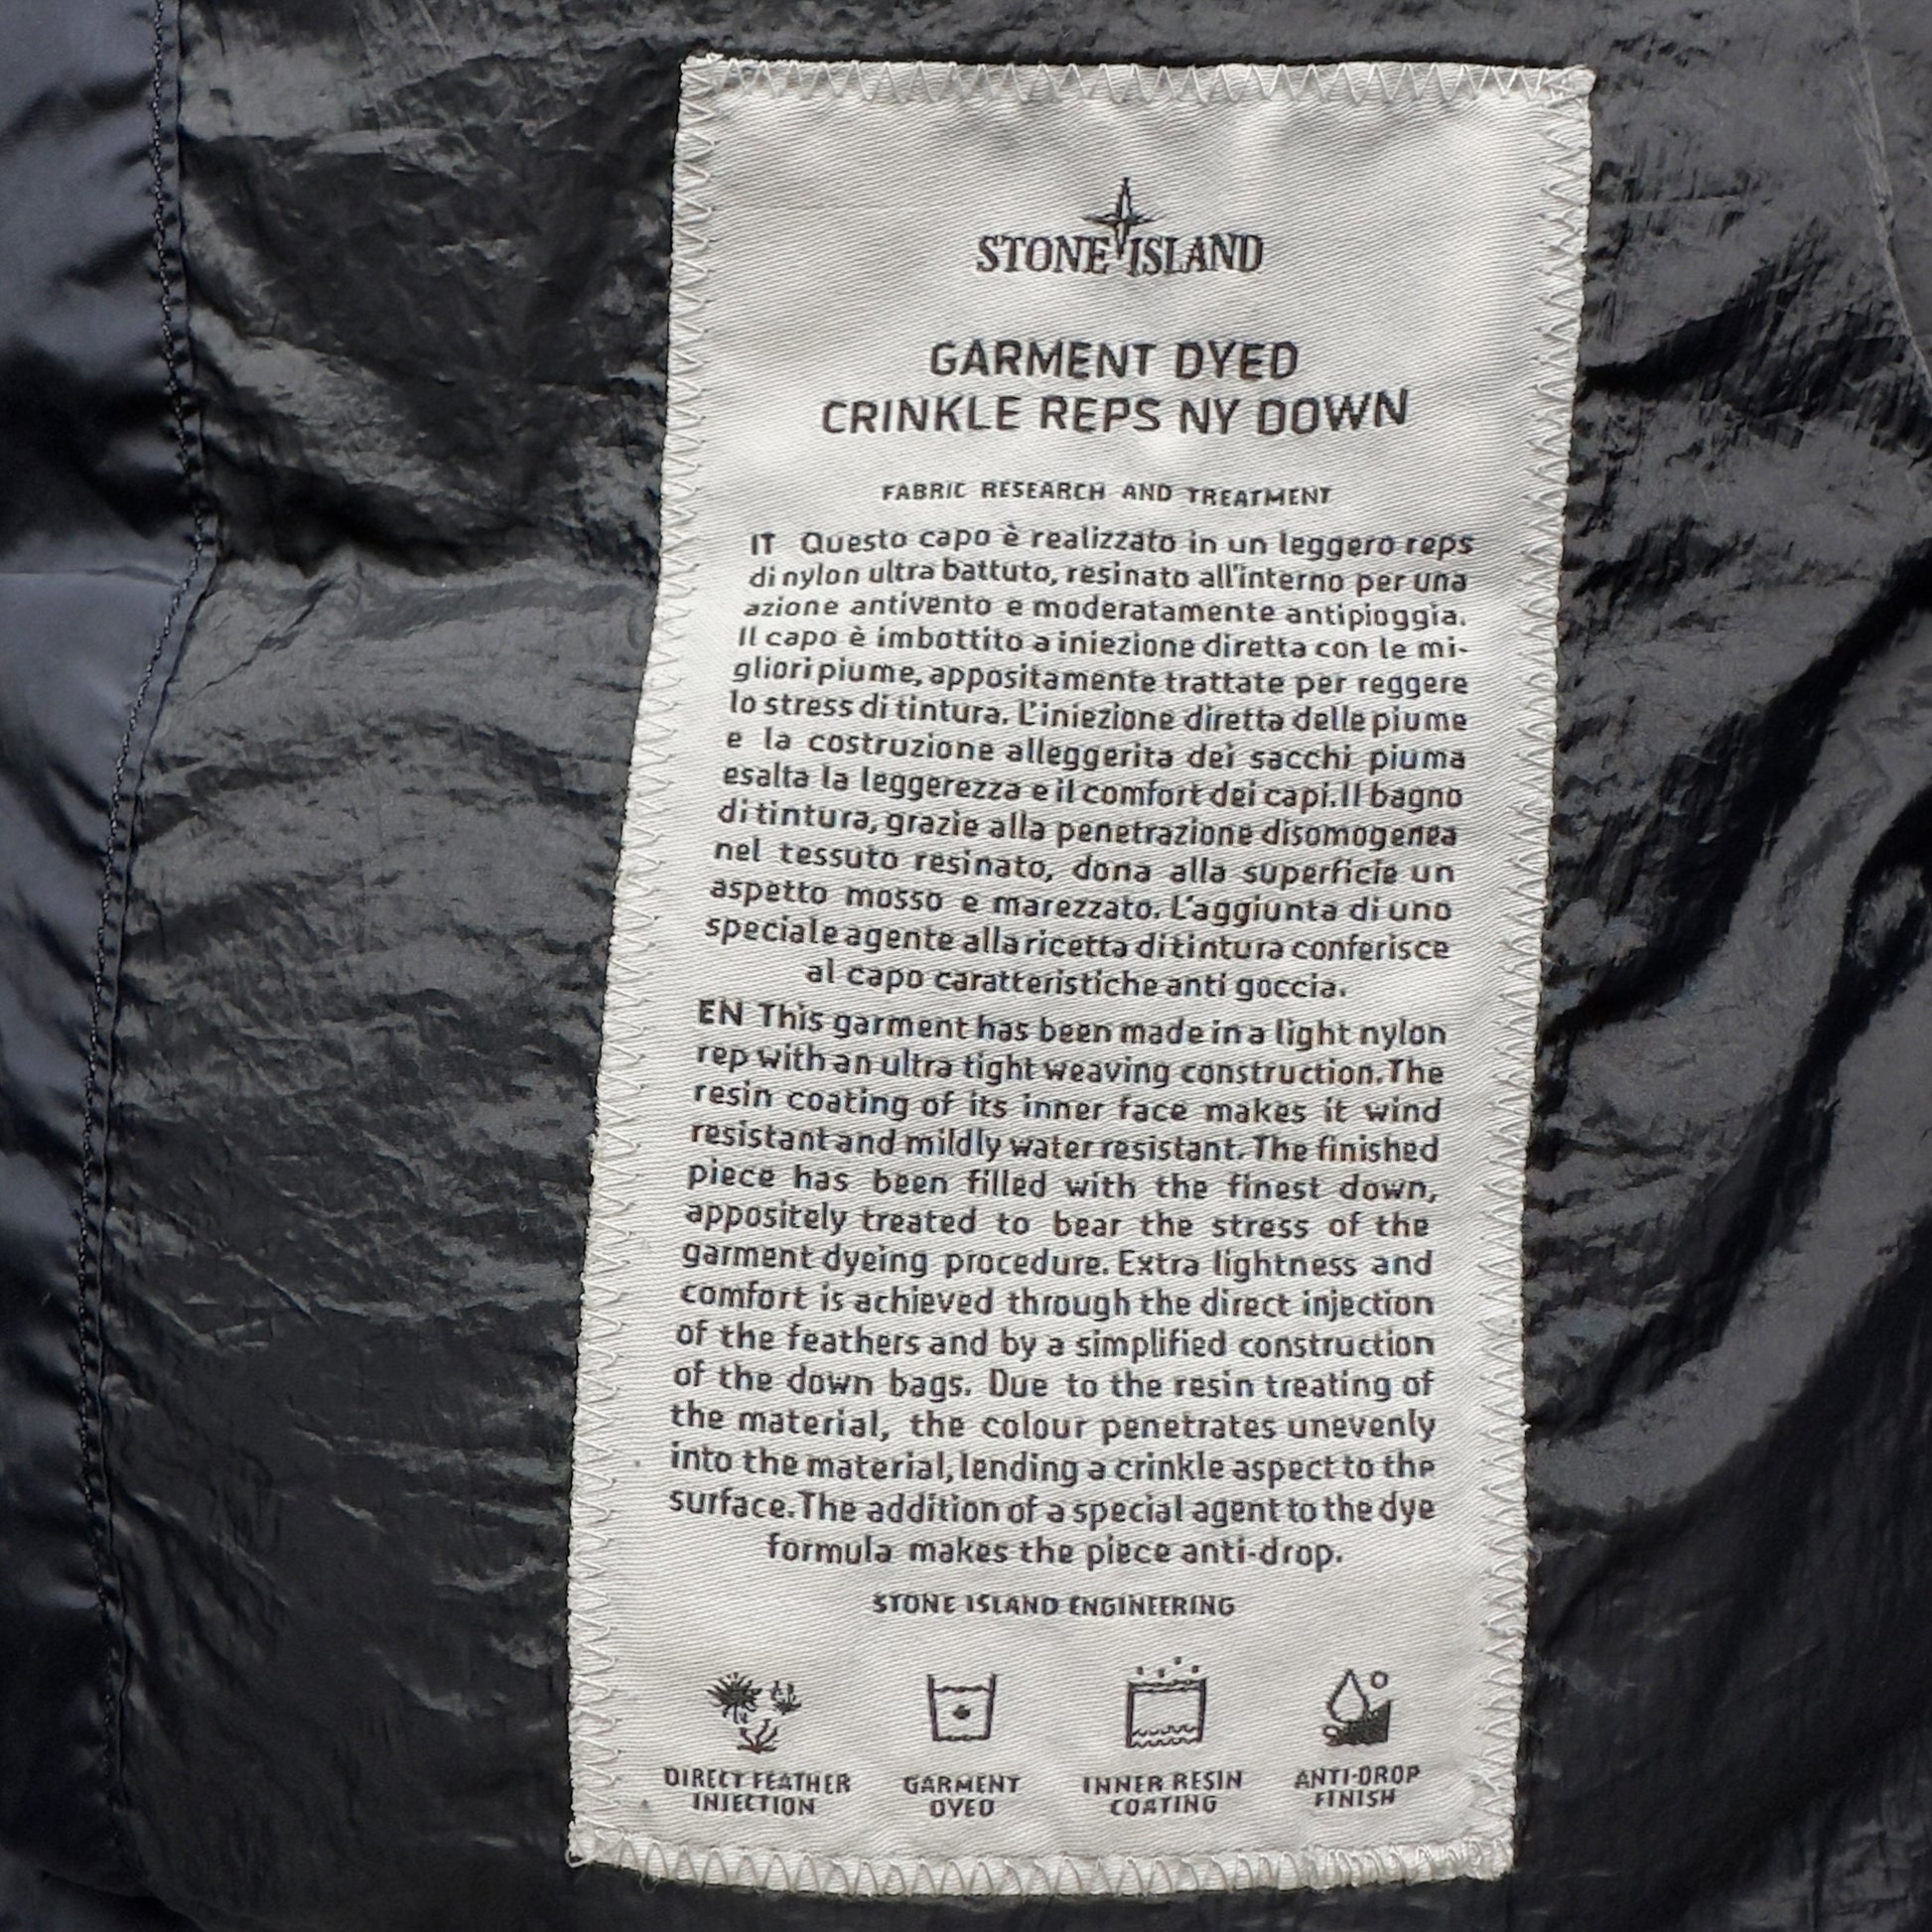 STONE ISLAND
GARMENT DYED
CRINKLE REPS NY DOWN
FABRIC RESEARCH AND TREATMENT
IT Questo capo è realizzato in un leggero reps
di nylon ultra battuto, resinato all'interno per una
azione antivento e moderatamente antipioggia.
Il capo è imbottito a iniezione diretta con le mi-
gliori piume, appositamente trattate per reggere
lo stress di tintura. L'iniezione diretta delle piume
e la costruzione alleggerita dei sacchi piuma
esalta la leggerezza e il comfort dei capi. Il bagno
di tintura, grazie alla penetrazione disomogenea
nel tessuto resinato, dona alla superficie un
aspetto mosso e marezzato. L'aggiunta di uno
speciale agente alla ricetta di tintura conferisce
al capo caratteristiche anti goccia.
EN This garment has been made in a light nylon
rep with an ultra tight weaving construction. The
resin coating of its inner face makes it wind
resistant and mildly water resistant. The finished
piece has been filled with the finest down,
appositely treated to bear the stress of the
garment dyeing procedure. Extra lightness and
comfort is achieved through the direct injection
of the feathers and by a simplified construction
of the down bags. Due to the resin treating of
the material, the colour penetrates unevenly
into the material, lending a crinkle aspect to the
surface. The addition of a special agent to the dye
formula makes the piece anti-drop.
STONE ISLAND ENGINEERING
DIRECT FEATHER
INJECTION
GARMENT
DYED
INNER RESIN
COATING
ANTI-DROP
FINISH